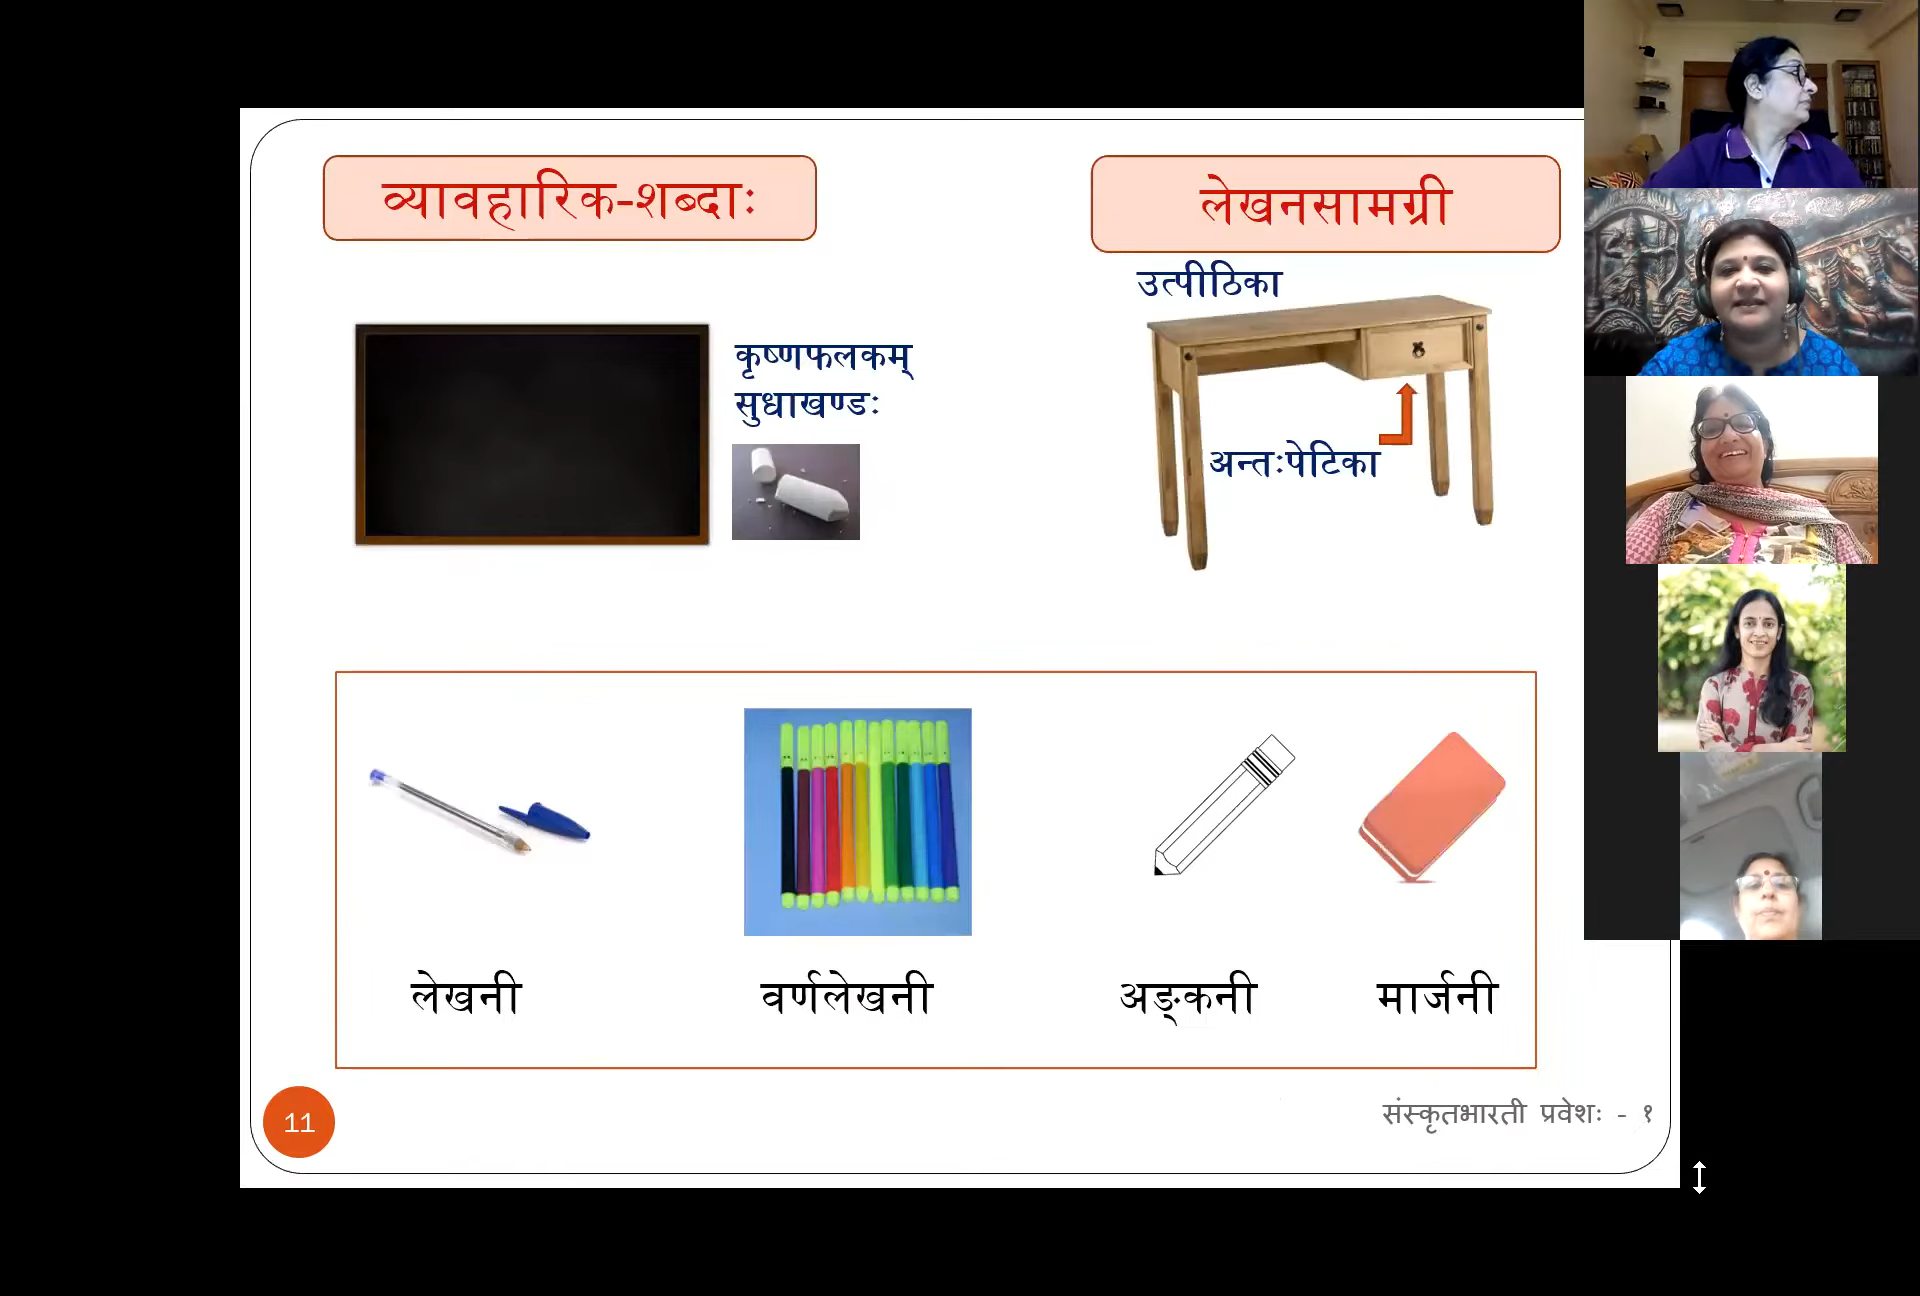 व्यावहारिक-शब्दाः
लेखनसामग्री
उत्पीठिका
कृष्णफलकम्
सुधाखण्डः
अन्तःपेटिका
लेखनी
वर्णलेखनी
अङ्कनी
मार्जनी
11
संस्कृतभारती प्रवेशः - १